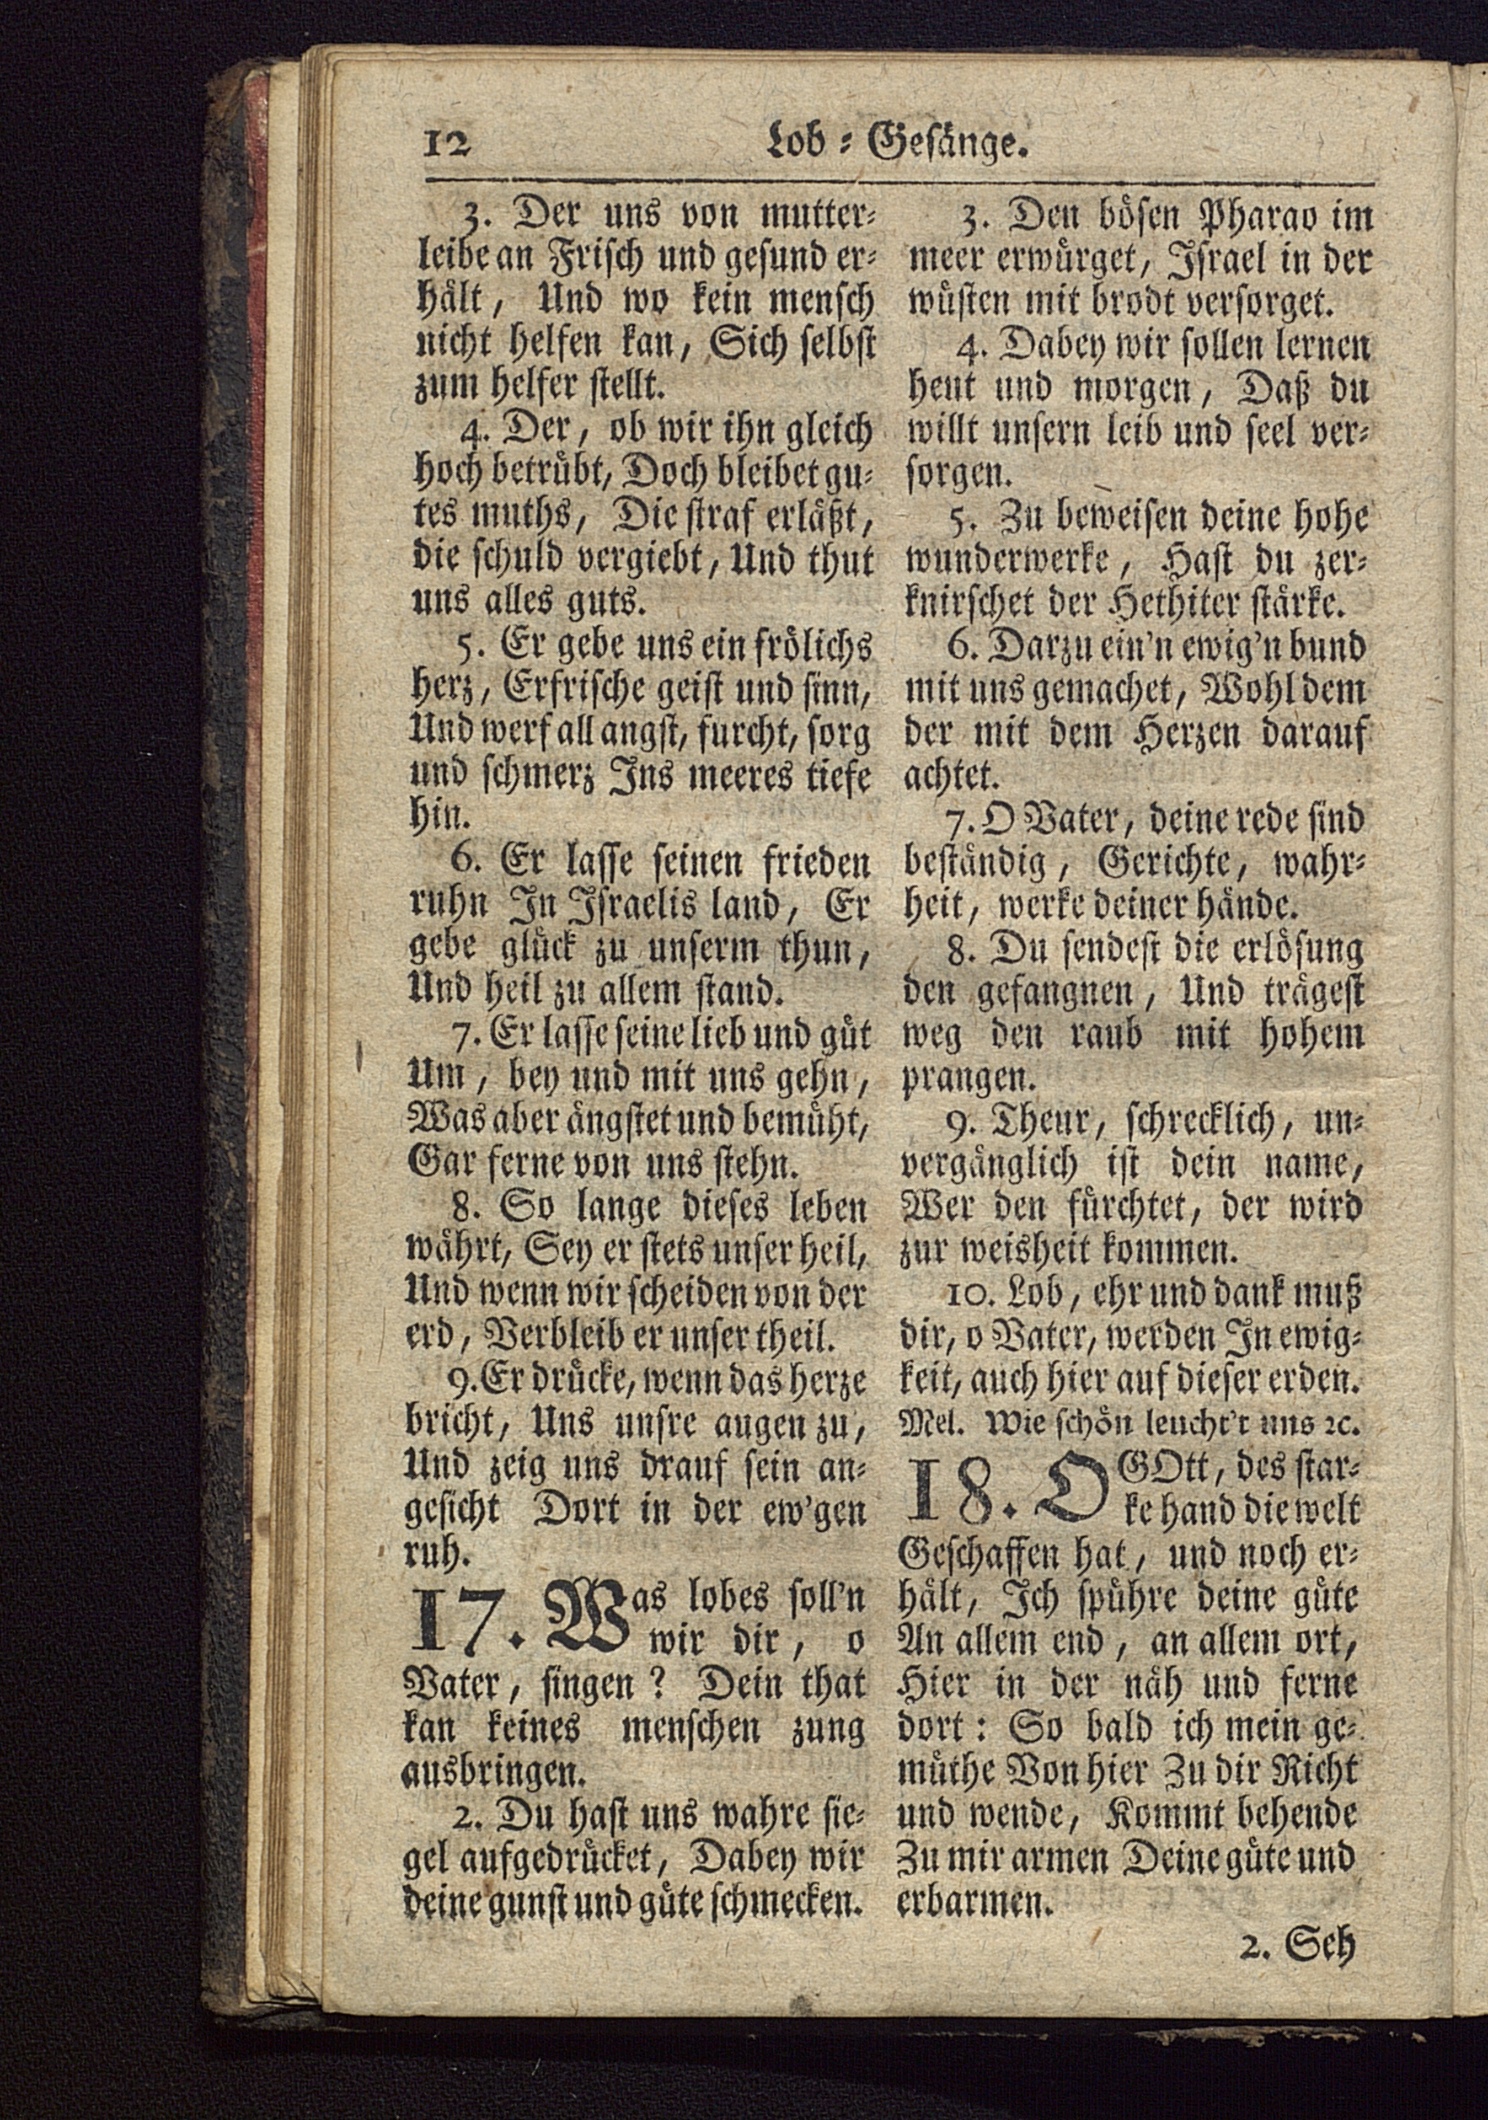 12 Lob = Gesänge.
3. Der uns von mutter=
leibe an Frisch und gesund er=
hält, Und wo kein mensch
nicht helfen kan, Sich selbst
zum helfer stellt.
4. Der, ob wir ihn gleich
hoch betrübt, Doch bleibet gu=
tes muths, Die straf erläßt,
die schuld vergiebt, Und thut
uns alles guts.
5. Er gebe uns ein frölichs
herz, Erfrische geist und sinn,
Und werf all angst, furcht, sorg
und schmerz Ins meeres tiefe
hin.
6. Er lasse seinen frieden
ruhn In Israelis land, Er
gebe glück zu unserm thun,
Und heil zu allem stand.
7. Er lasse seine lieb und güt
Um, bey und mit uns gehn,
Was aber ängstet und bemüht,
Gar ferne von uns stehn.
8. So lange dieses leben
währt, Sey er stets unser heil,
Und wenn wir scheiden von der
erd, Verbleib er unser theil.
9. Er drücke, wenn das herze
bricht, Uns unsre augen zu,
Und zeig uns drauf sein an=
gesicht Dort in der ew'gen
ruh.
17. Was lobes soll'n
wir dir, o
Vater, singen? Dein that
kan keines menschen zung
ausbringen.
2. Du hast uns wahre sie=
gel aufgedrücket, Dabey wir
deine gunst und güte schmecken.
3. Den bösen Pharao im
meer erwürget, Israel in der
wüsten mit brodt versorget.
4. Dabey wir sollen lernen
heut und morgen, Daß du
willt unsern leib und seel ver=
sorgen.
5. Zu beweisen deine hohe
wunderwerke, Hast du zer=
knirschet der Hethiter stärke.
6. Darzu ein'n ewig'n bund
mit uns gemachet, Wohl dem
der mit dem Herzen darauf
achtet.
7. O Vater, deine rede sind
beständig, Gerichte, wahr=
heit, werke deiner hände.
8. Du sendest die erlösung
den gefangnen, Und trägest
weg den raub mit hohem
prangen.
9. Theur, schrecklich, un=
vergänglich ist dein name,
Wer den fürchtet, der wird
zur weisheit kommen.
10. Lob, ehr und dank muß
dir, o Vater, werden In ewig=
keit, auch hier auf dieser erden.
Mel. Wie schön leucht't uns ꝛc.
18. O GOtt, des star=
ke hand die welt
Geschaffen hat, und noch er=
hält, Ich spühre deine güte
An allem end, an allem ort,
Hier in der näh und ferne
dort: So bald ich mein ge=
müthe Von hier Zu dir Richt
und wende, Kommt behende
Zu mir armen Deine güte und
erbarmen.
2. Seh